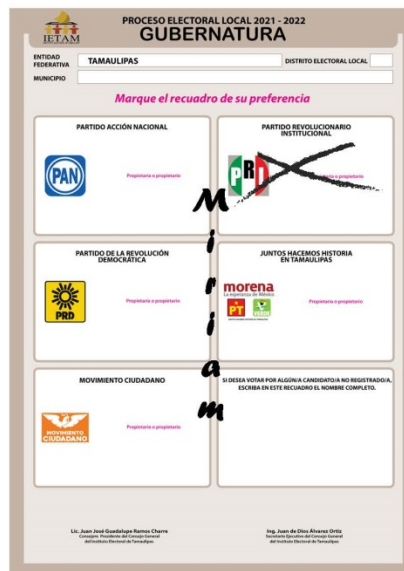 IETAM
PROCESO ELECTORAL LOCAL 2021 - 2022
GUBERNATURA
ENTIDAD FEDERATIVA
TAMAULIPAS
DISTRITO ELECTORAL LOCAL
MUNICIPIO
Marque el recuadro de su preferencia
PARTIDO ACCIÓN NACIONAL
PAN
Propietaria o propietario
PARTIDO REVOLUCIONARIO
INSTITUCIONAL
PRI
Propietaria o propietario
Miriam
PARTIDO DE LA REVOLUCIÓN
DEMOCRÁTICA
PRD
Propietaria o propietario
JUNTOS HACEMOS HISTORIA
EN TAMAULIPAS
morena
La esperanza de México
PT
VERDE
Propietaria o propietario
MOVIMIENTO CIUDADANO
MOVIMIENTO
CIUDADANO
Propietaria o propietario
SI DESEA VOTAR POR ALGÚN/A CANDIDATO/A NO REGISTRADO/A,
ESCRIBA EN ESTE RECUADRO EL NOMBRE COMPLETO.
Lic. Juan José Guadalupe Ramos Charre
Consejero Presidente del Consejo General
del Instituto Electoral de Tamaulipas
Ing. Juan de Dios Álvarez Ortiz
Secretario Ejecutivo del Consejo General
del Instituto Electoral de Tamaulipas